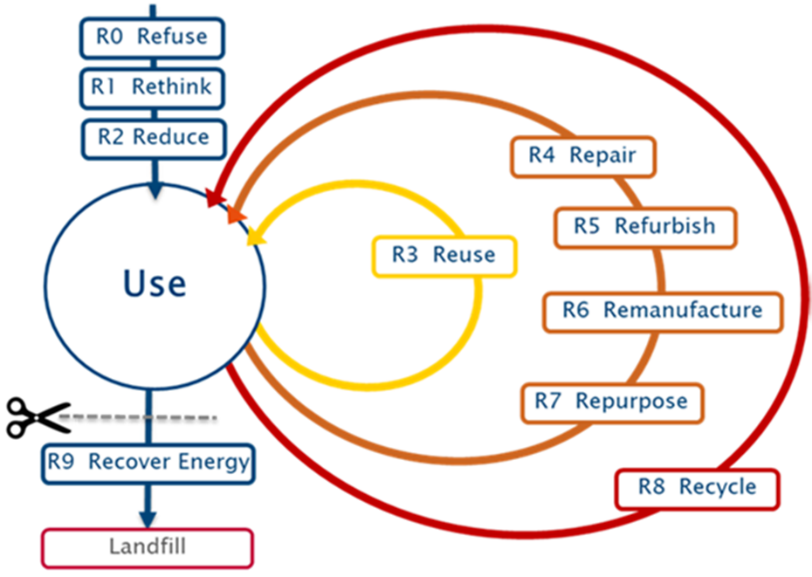 R0 Refuse
R1 Rethink
R2 Reduce
R4 Repair
R5 Refurbish
R3 Reuse
Use
R6 Remanufacture
R7 Repurpose
R9 Recover Energy
R8 Recycle
Landfill